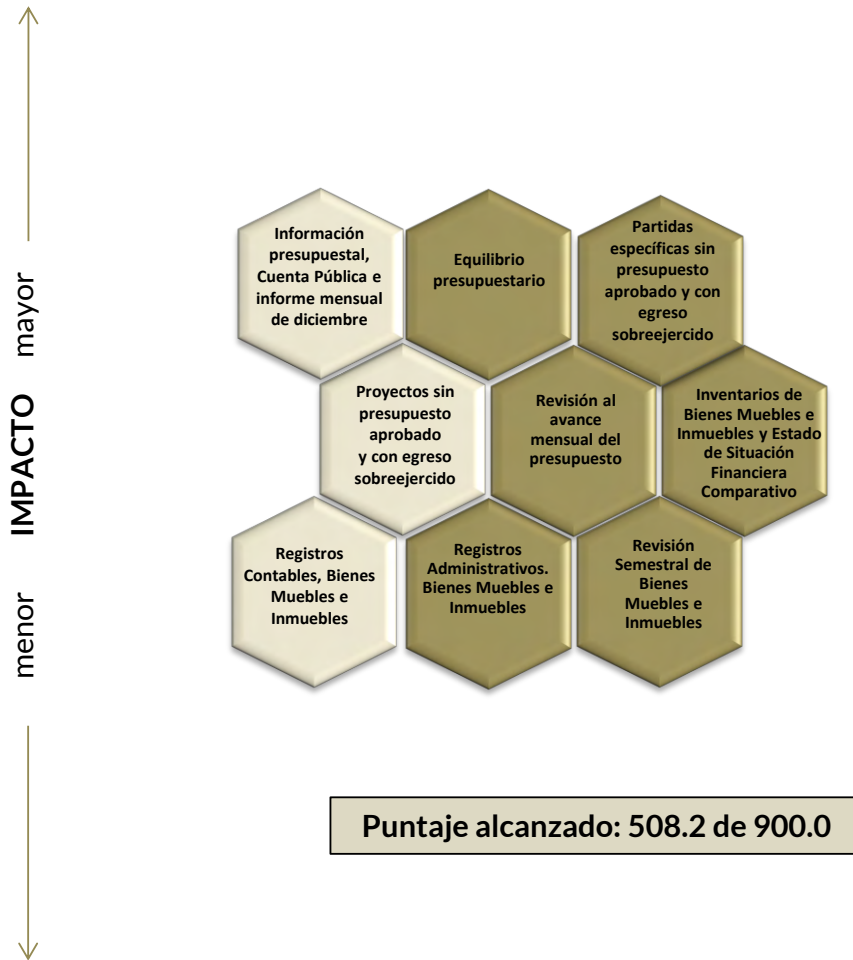 mayor
IMPACTO
menor
Información
presupuestal,
Cuenta Pública e
informe mensual
de diciembre
Equilibrio
presupuestario
Partidas
específicas sin
presupuesto
aprobado y con
egreso
sobreejercido
Proyectos sin
presupuesto
aprobado
y con egreso
sobreejercido
Revisión al
avance
mensual del
presupuesto
Inventarios de
Bienes Muebles e
Inmuebles y Estado
de Situación
Financiera
Comparativo
Registros
Contables, Bienes
Muebles e
Inmuebles
Registros
Administrativos.
Bienes Muebles e
Inmuebles
Revisión
Semestral de
Bienes
Muebles e
Inmuebles
Puntaje alcanzado: 508.2 de 900.0